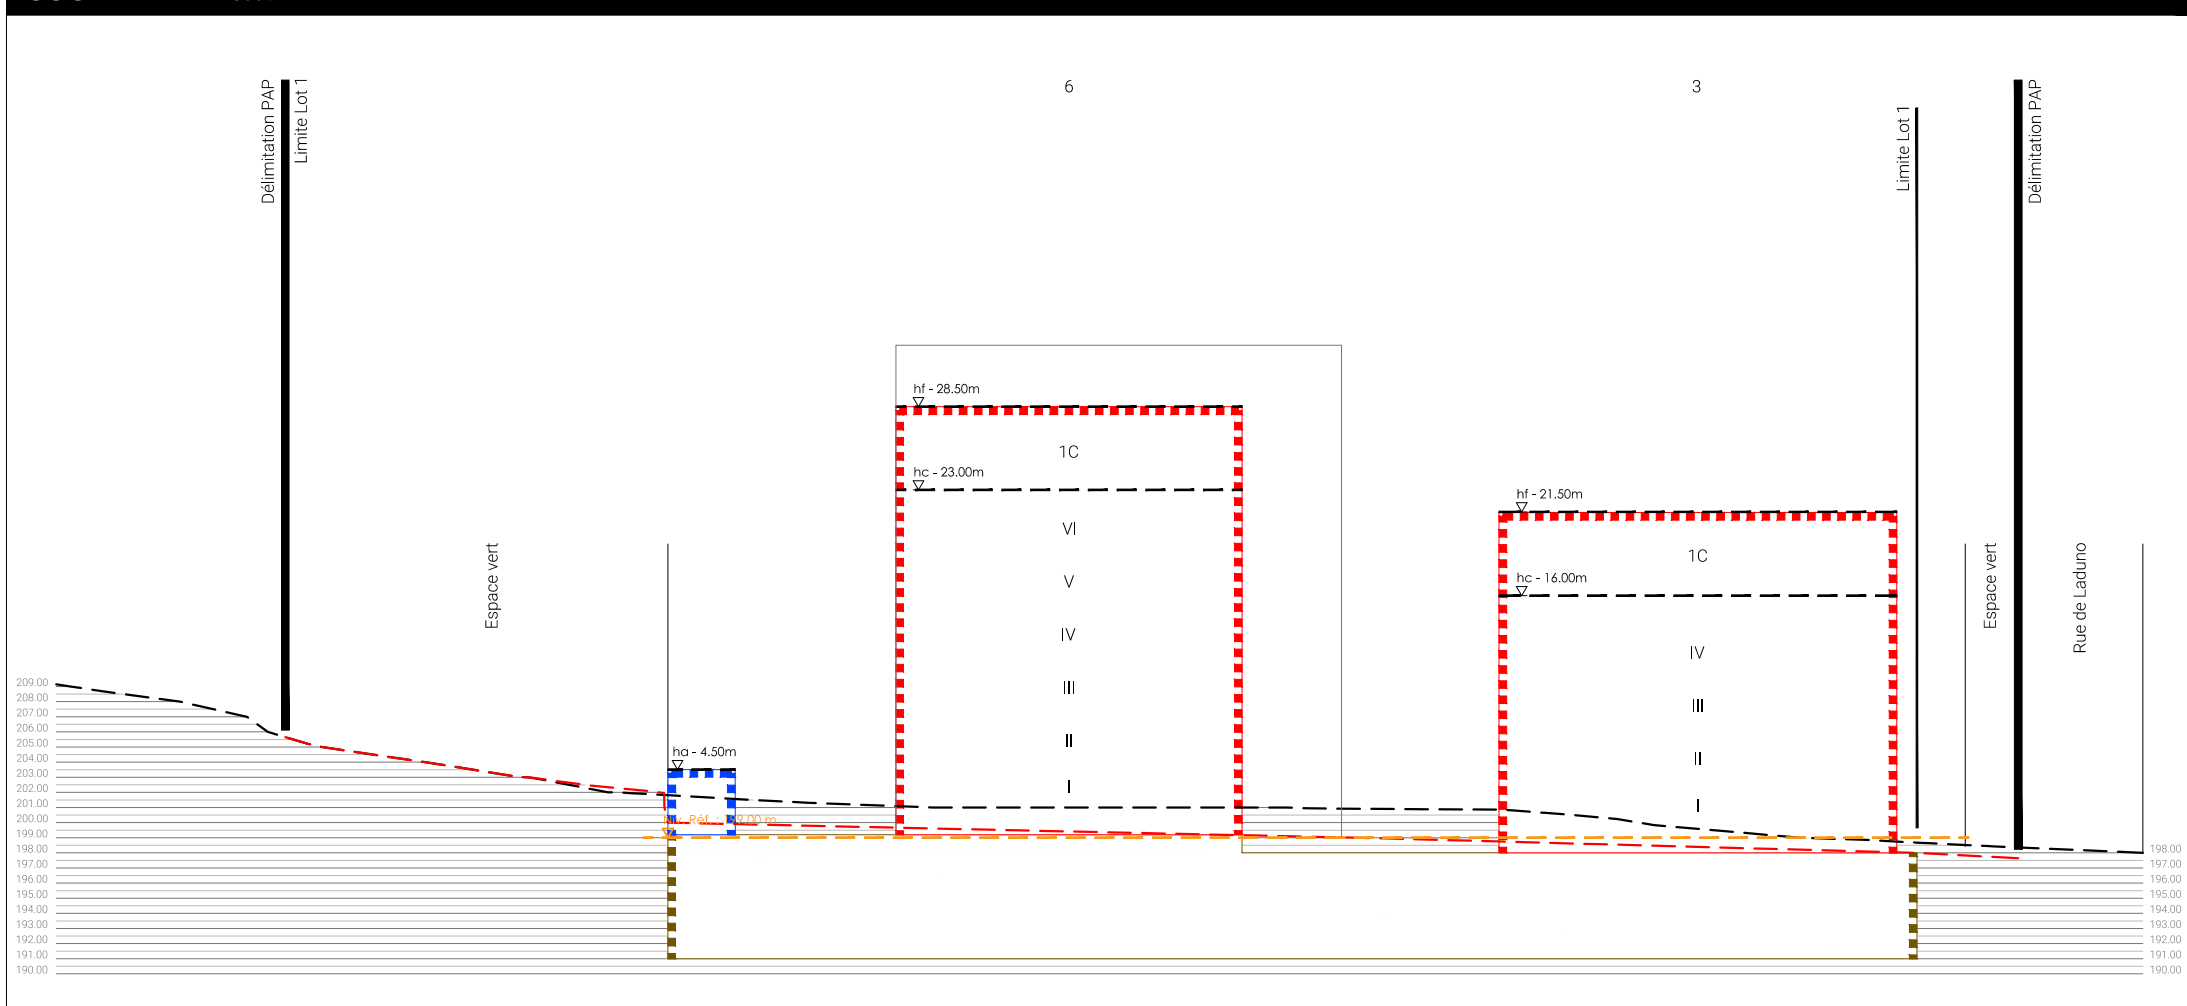 6
3
Délimitation PAP
Limite Lot 1
Limite Lot 1
Délimitation PAP
hf - 28.50m
1C
hc - 23.00m
VI
V
IV
III
II
I
hf - 21.50m
1C
hc - 16.00m
IV
III
II
I
Espace vert
Espace vert
Rue de Laduno
ha - 4.50m
Niv. Réf. : 199.00 m
209.00
208.00
207.00
206.00
205.00
204.00
203.00
202.00
201.00
200.00
199.00
198.00
197.00
196.00
195.00
194.00
193.00
192.00
191.00
190.00
198.00
197.00
196.00
195.00
194.00
193.00
192.00
191.00
190.00